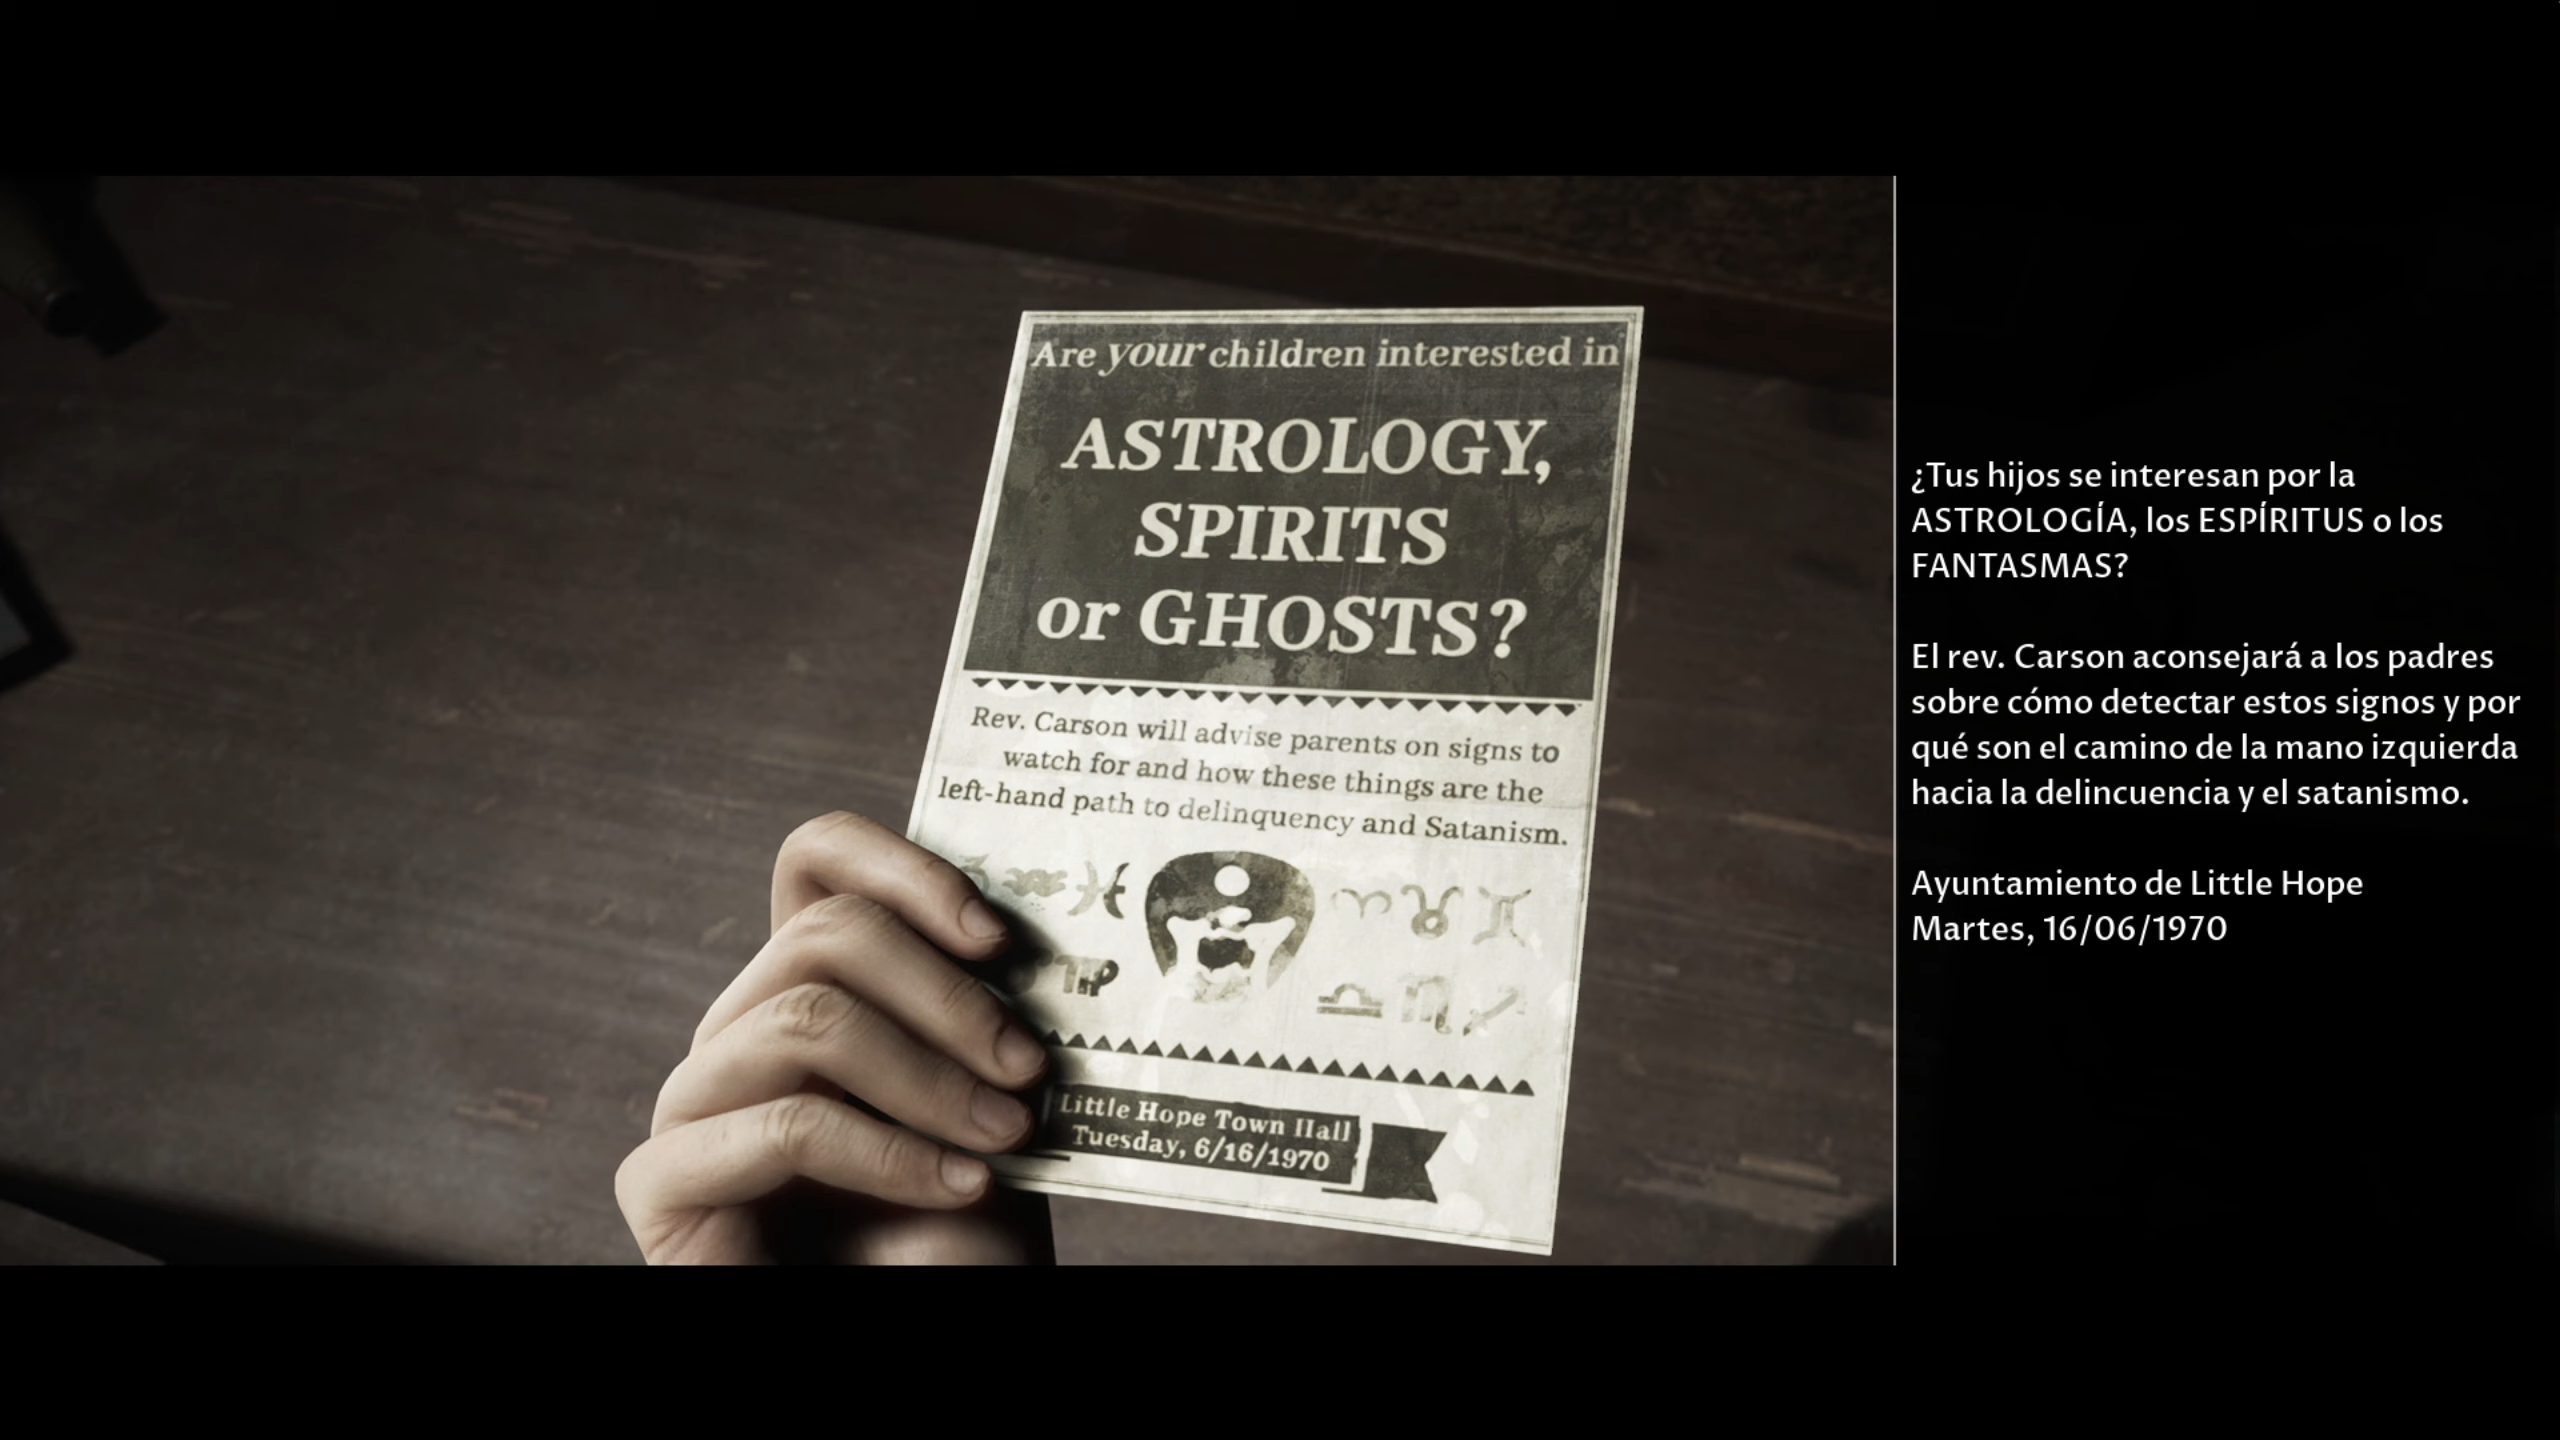 Are your children interested in
ASTROLOGY,
SPIRITS
or GHOSTS?
Rev. Carson will advise parents on signs to
watch for and how these things are the
left-hand path to delinquency and Satanism.
Little Hope Town Hall
Tuesday, 6/16/1970
¿Tus hijos se interesan por la
ASTROLOGÍA, los ESPÍRITUS o los
FANTASMAS?
El rev. Carson aconsejará a los padres
sobre cómo detectar estos signos y por
qué son el camino de la mano izquierda
hacia la delincuencia y el satanismo.
Ayuntamiento de Little Hope
Martes, 16/06/1970